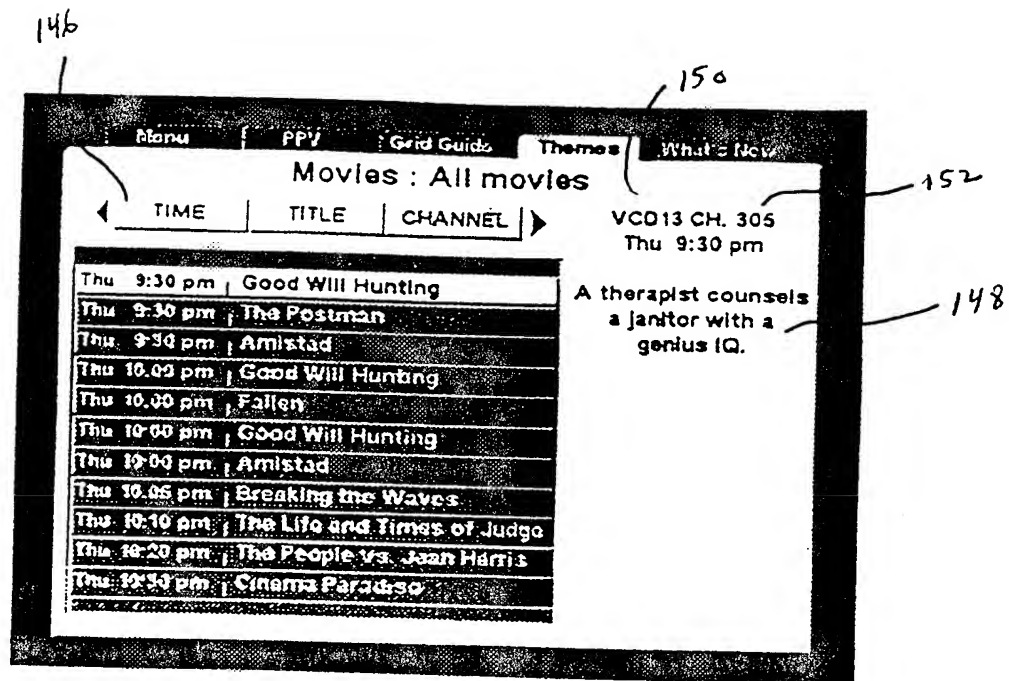 146
150
Menu PPV Grid Guide Themes What's New
Movies : All movies
152
TIME TITLE CHANNEL
VCD13 CH. 305
Thu 9:30 pm
Thu 9:30 pm Good Will Hunting
A therapist counsels
a janitor with a
genius IQ.
148
Thu 9:30 pm The Postman
Thu 9:30 pm Amistad
Thu 10:00 pm Good Will Hunting
Thu 10:00 pm Fallen
Thu 10:00 pm Good Will Hunting
Thu 10:00 pm Amistad
Thu 10:05 pm Breaking the Waves
Thu 10:10 pm The Life and Times of Judge
Thu 10:20 pm The People Vs. Jean Harris
Thu 10:30 pm Cinema Paradiso